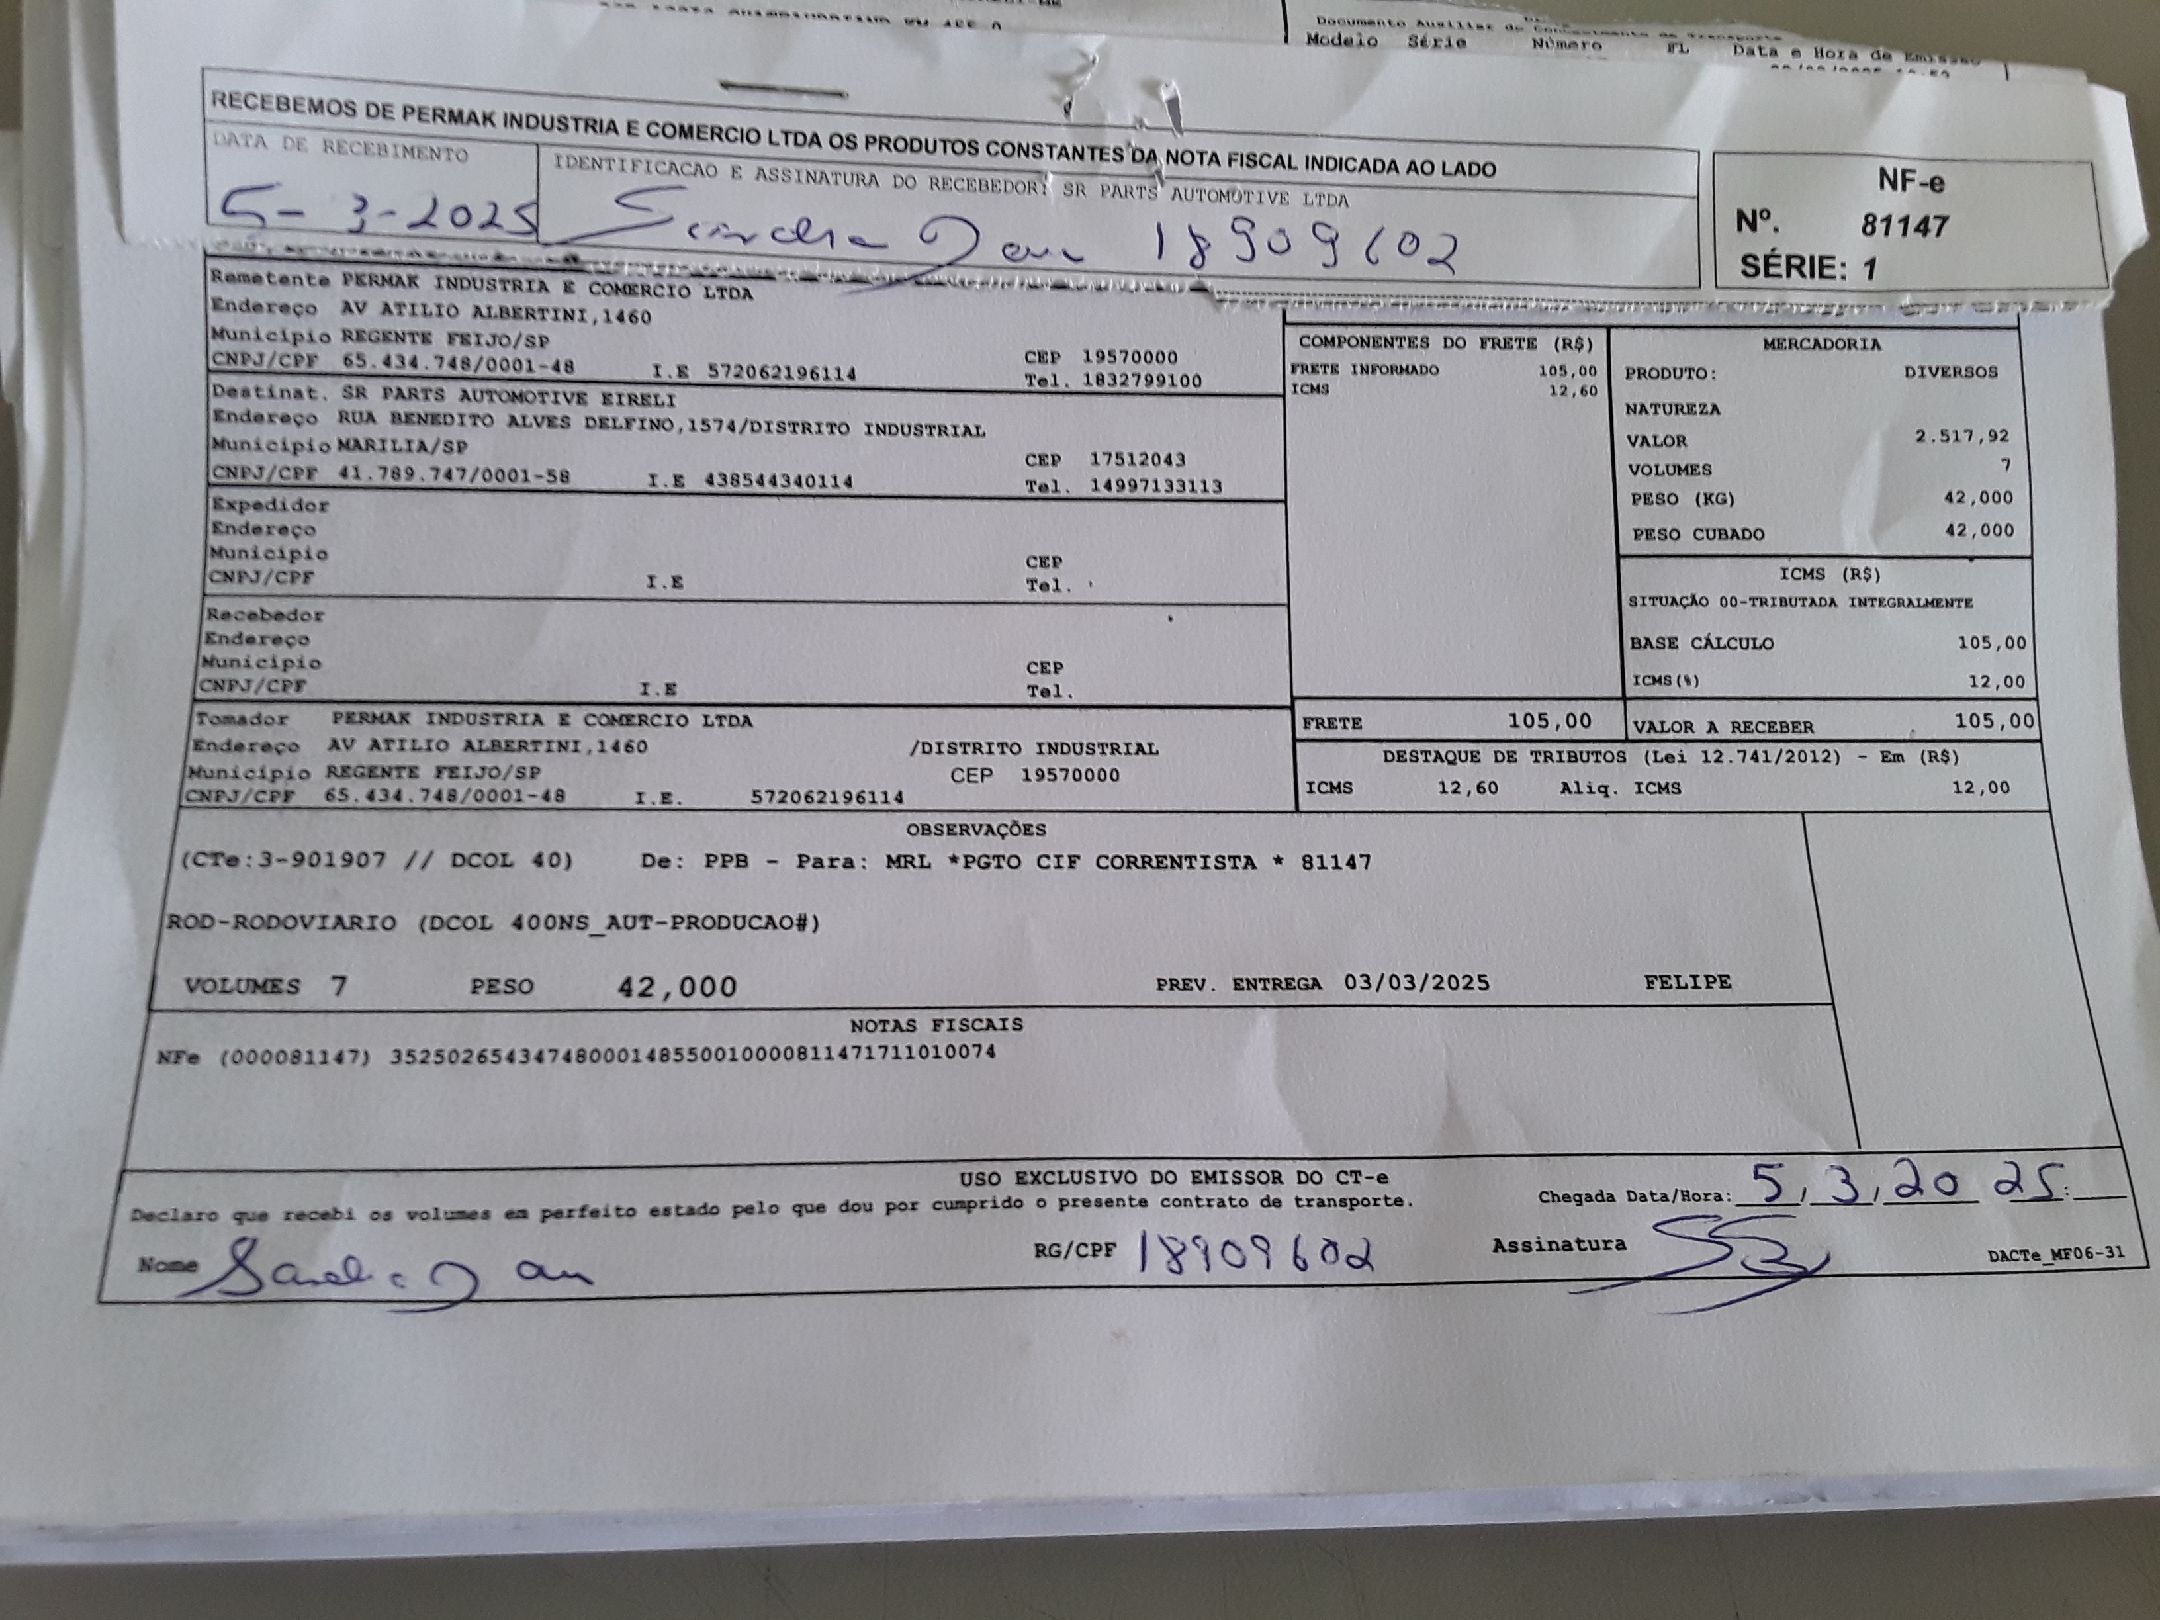 Documento Auxiliar do Conhecimento de Transporte
Modelo Série Número FL Data e Hora de Emissão
RECEBEMOS DE PERMAK INDUSTRIA E COMERCIO LTDA OS PRODUTOS CONSTANTES DA NOTA FISCAL INDICADA AO LADO
DATA DE RECEBIMENTO
5-3-2025
IDENTIFICACAO E ASSINATURA DO RECEBEDOR: SR PARTS AUTOMOTIVE LTDA
Sandra 18909602
NF-e
Nº. 81147
SÉRIE: 1
Remetente PERMAK INDUSTRIA E COMERCIO LTDA
Endereço AV ATILIO ALBERTINI,1460
Municipio REGENTE FEIJO/SP
CNPJ/CPF 65.434.748/0001-48 I.E 572062196114
CEP 19570000
Tel. 1832799100
Destinat. SR PARTS AUTOMOTIVE EIRELI
Endereço RUA BENEDITO ALVES DELFINO,1574/DISTRITO INDUSTRIAL
Municipio MARILIA/SP
CNPJ/CPF 41.789.747/0001-58 I.E 438544340114
CEP 17512043
Tel. 14997133113
Expedidor
Endereço
Municipio
CNPJ/CPF I.E
CEP
Tel.
Recebedor
Endereço
Municipio
CNPJ/CPF I.E
CEP
Tel.
Tomador PERMAK INDUSTRIA E COMERCIO LTDA
Endereço AV ATILIO ALBERTINI,1460 /DISTRITO INDUSTRIAL
Municipio REGENTE FEIJO/SP CEP 19570000
CNPJ/CPF 65.434.748/0001-48 I.E. 572062196114
COMPONENTES DO FRETE (R$)
FRETE INFORMADO 105,00
ICMS 12,60
FRETE 105,00
MERCADORIA
PRODUTO: DIVERSOS
NATUREZA
VALOR 2.517,92
VOLUMES 7
PESO (KG) 42,000
PESO CUBADO 42,000
ICMS (R$)
SITUAÇÃO 00-TRIBUTADA INTEGRALMENTE
BASE CÁLCULO 105,00
ICMS(%) 12,00
VALOR A RECEBER 105,00
DESTAQUE DE TRIBUTOS (Lei 12.741/2012) - Em (R$)
ICMS 12,60 Aliq. ICMS 12,00
OBSERVAÇÕES
(CTe:3-901907 // DCOL 40) De: PPB - Para: MRL *PGTO CIF CORRENTISTA * 81147
ROD-RODOVIARIO (DCOL 400NS_AUT-PRODUCAO#)
VOLUMES 7 PESO 42,000 PREV. ENTREGA 03/03/2025 FELIPE
NOTAS FISCAIS
NFe (000081147) 35250265434748000148550010000811471711010074
USO EXCLUSIVO DO EMISSOR DO CT-e
Declaro que recebi os volumes em perfeito estado pelo que dou por cumprido o presente contrato de transporte.
Chegada Data/Hora: 5/3/2025:
Nome Sandra RG/CPF 18909602 Assinatura
DACTe_MF06-31